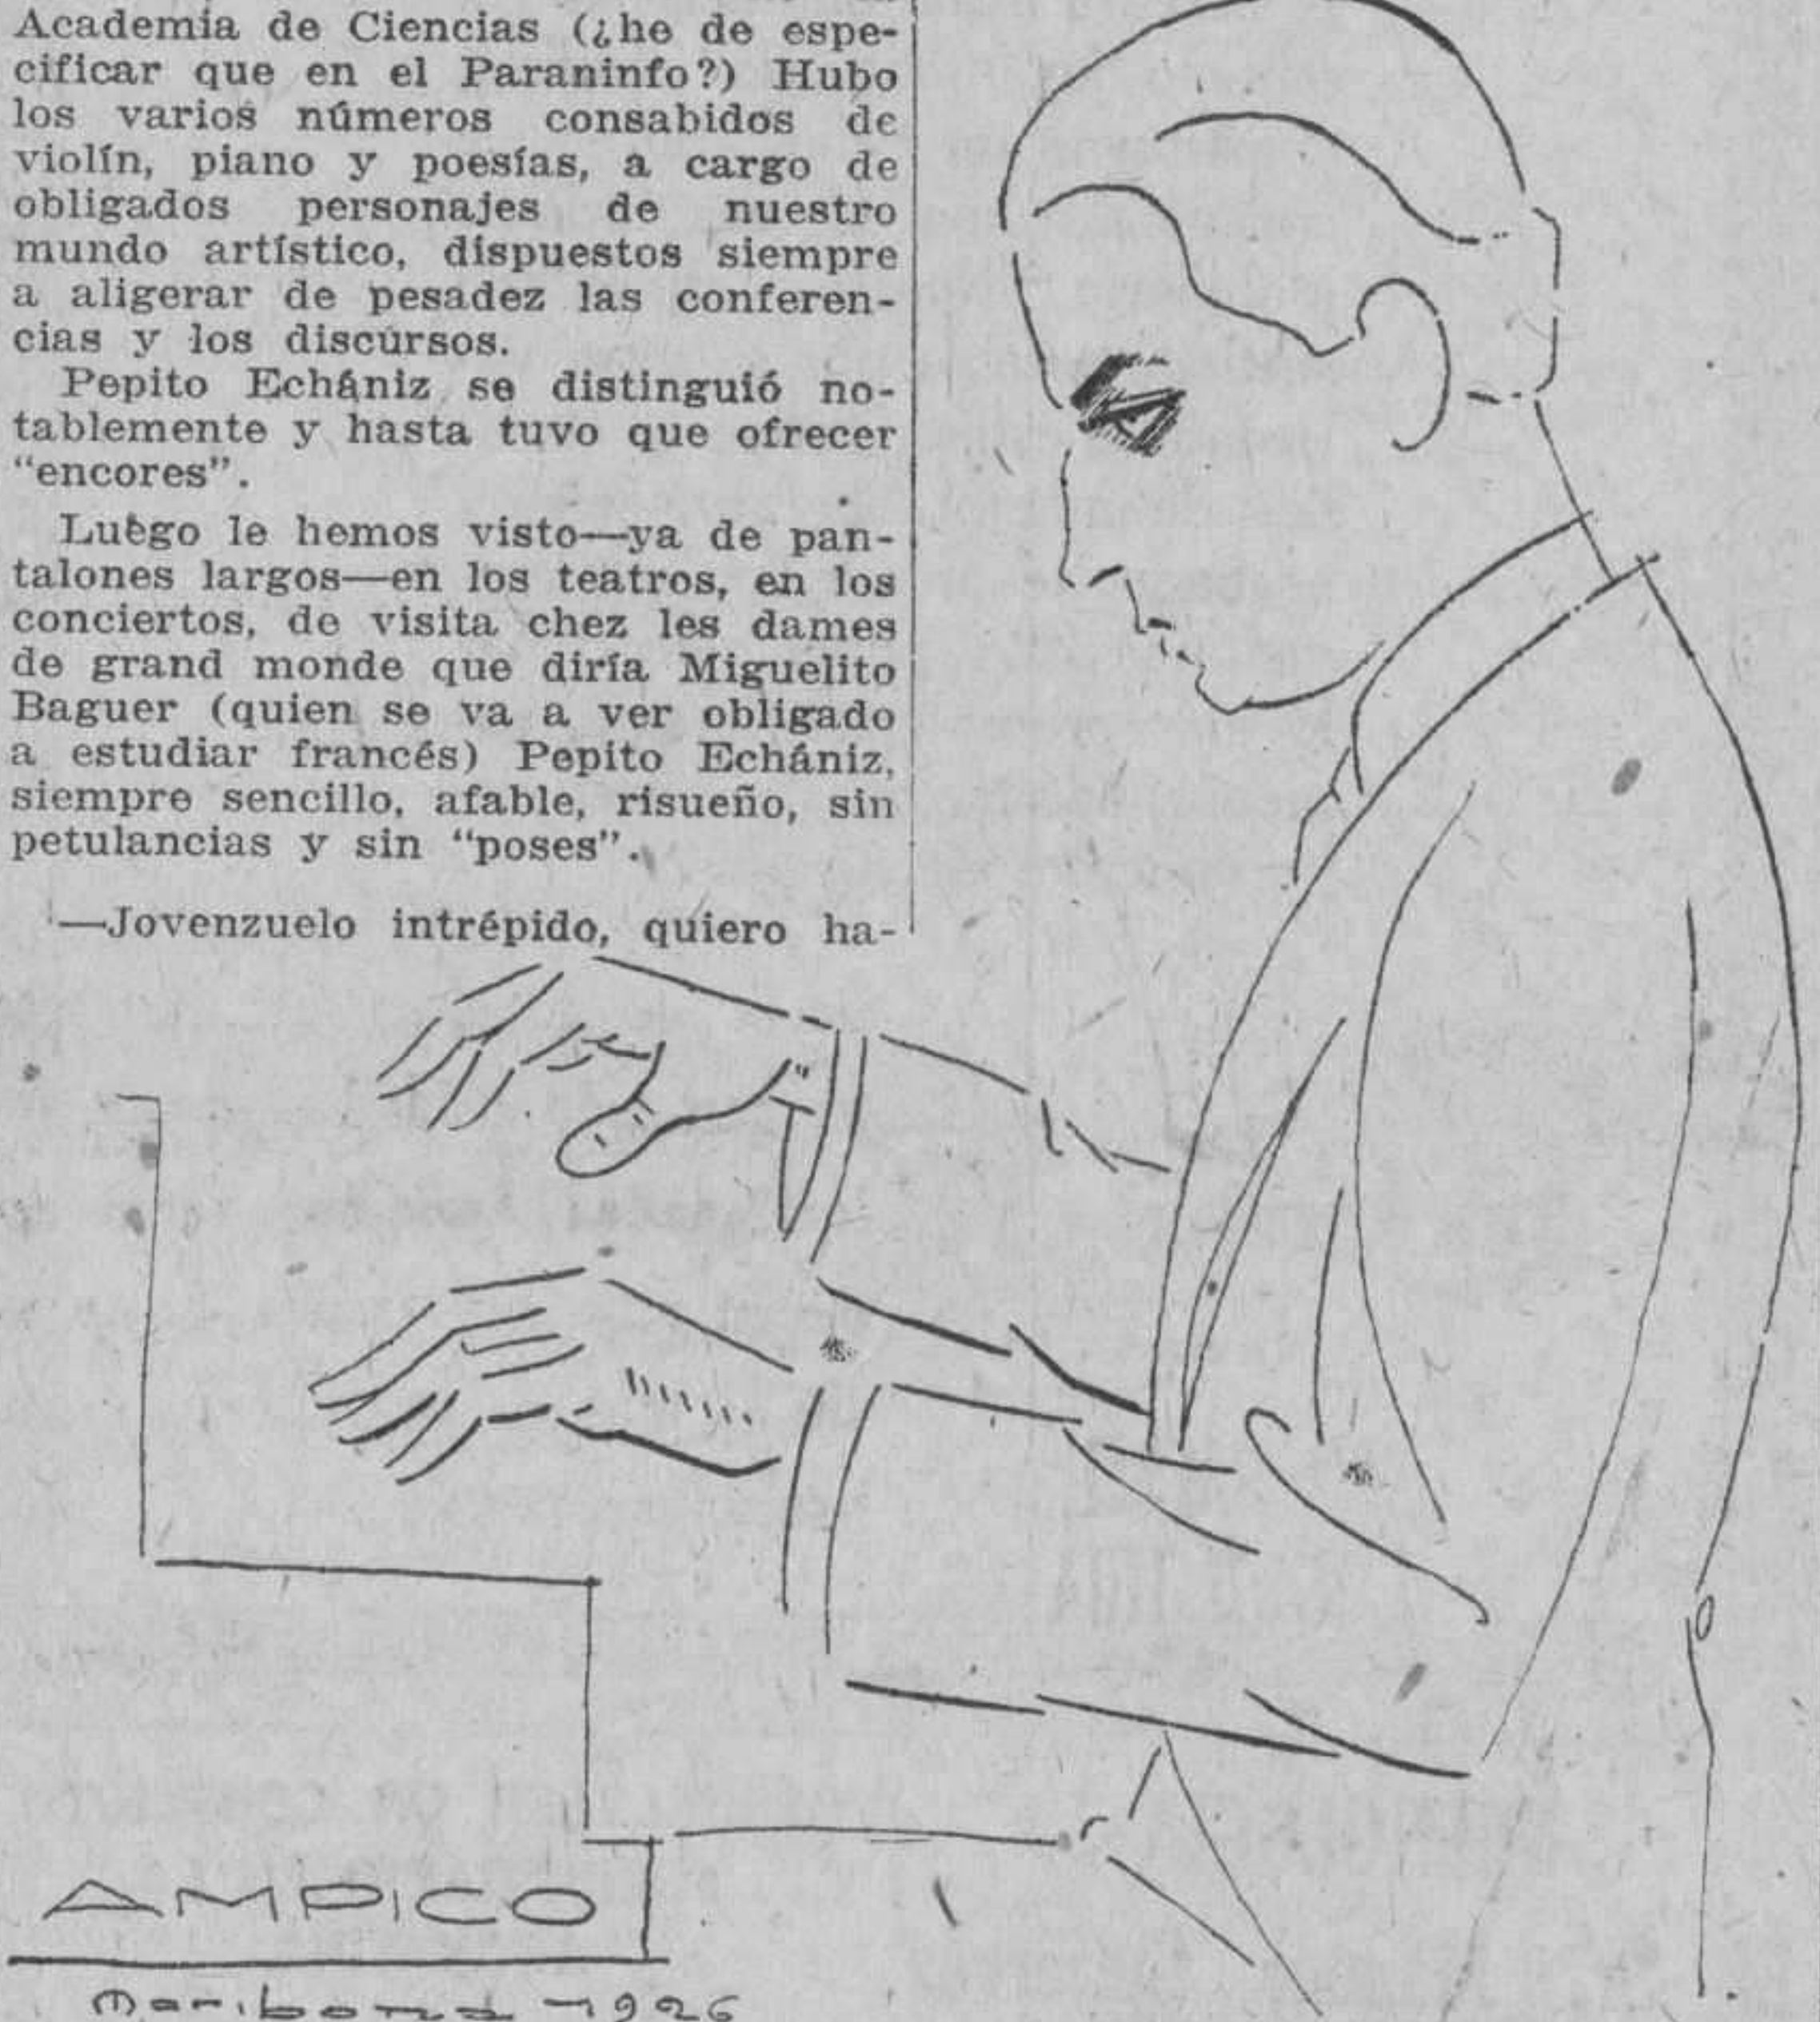 Academia de Ciencias (¿he de espe-
cificar que en el Paraninfo?) Hubo
los varios números consabidos de
violín, piano y poesías, a cargo de
obligados personajes de nuestro
mundo artístico, dispuestos siempre
a aligerar de pesadez las conferen-
cias y los discursos.
Pepito Echániz se distinguió no-
tablemente y hasta tuvo que ofrecer
“encores”.
Luego le hemos visto—ya de pan-
talones largos—en los teatros, en los
conciertos, de visita chez les dames
de grand monde que diría Miguelito
Baguer (quien se va a ver obligado
a estudiar francés) Pepito Echániz,
siempre sencillo, afable, risueño, sin
petulancias y sin “poses”.
—Jovenzuelo intrépido, quiero ha-
AMPICO
Maribona -1926